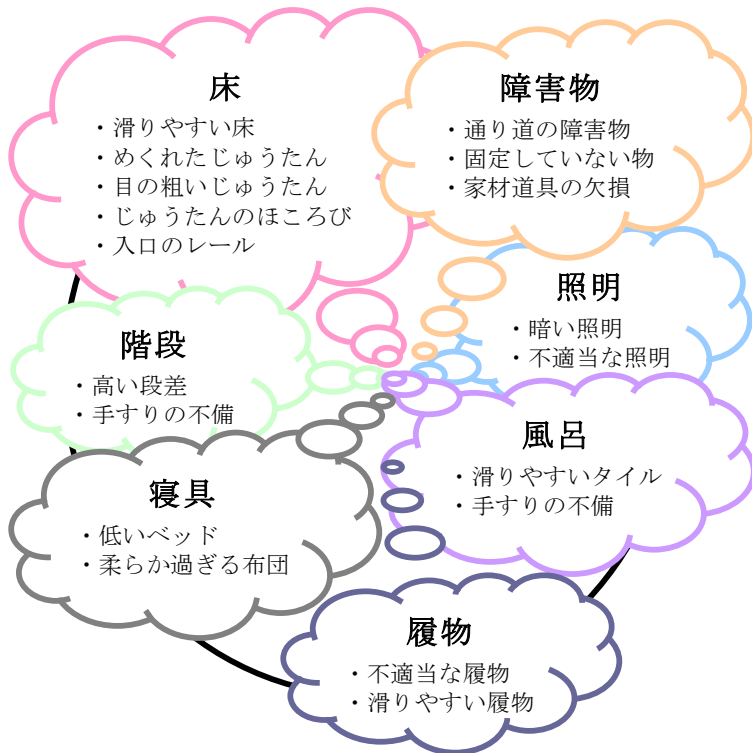 床
・滑りやすい床
・めくれたじゅうたん
・目の粗いじゅうたん
・じゅうたんのほころび
・入口のレール
障害物
・通り道の障害物
・固定していない物
・家材道具の欠損
照明
・暗い照明
・不適当な照明
階段
・高い段差
・手すりの不備
風呂
・滑りやすいタイル
・手すりの不備
寝具
・低いベッド
・柔らか過ぎる布団
履物
・不適当な履物
・滑りやすい履物